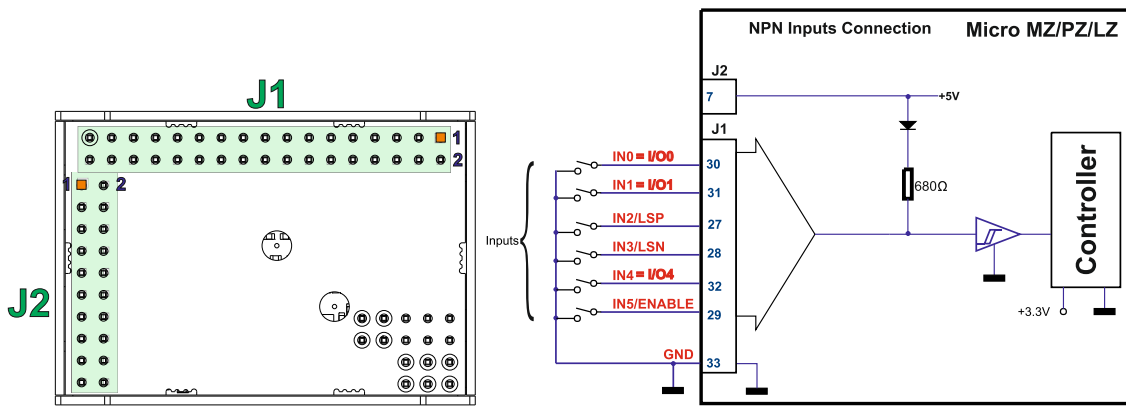 J1
1
2
1
2
J2
NPN Inputs Connection
Micro MZ/PZ/LZ
J2
7
+5V
J1
IN0 = I/O0
30
IN1 = I/O1
31
680Ω
IN2/LSP
27
Inputs
IN3/LSN
28
IN4 = I/O4
32
IN5/ENABLE
29
Controller
+3.3V
GND
33